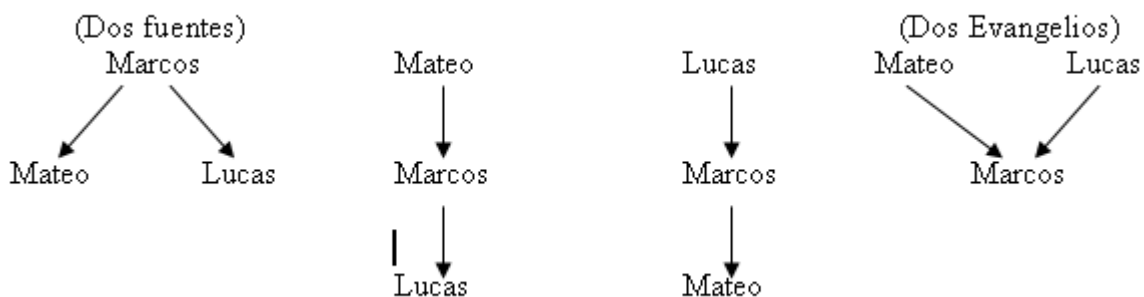 (Dos fuentes) (Dos Evangelios)
Marcos Mateo Lucas Mateo Lucas
Mateo Lucas Marcos Marcos Marcos
Lucas Mateo